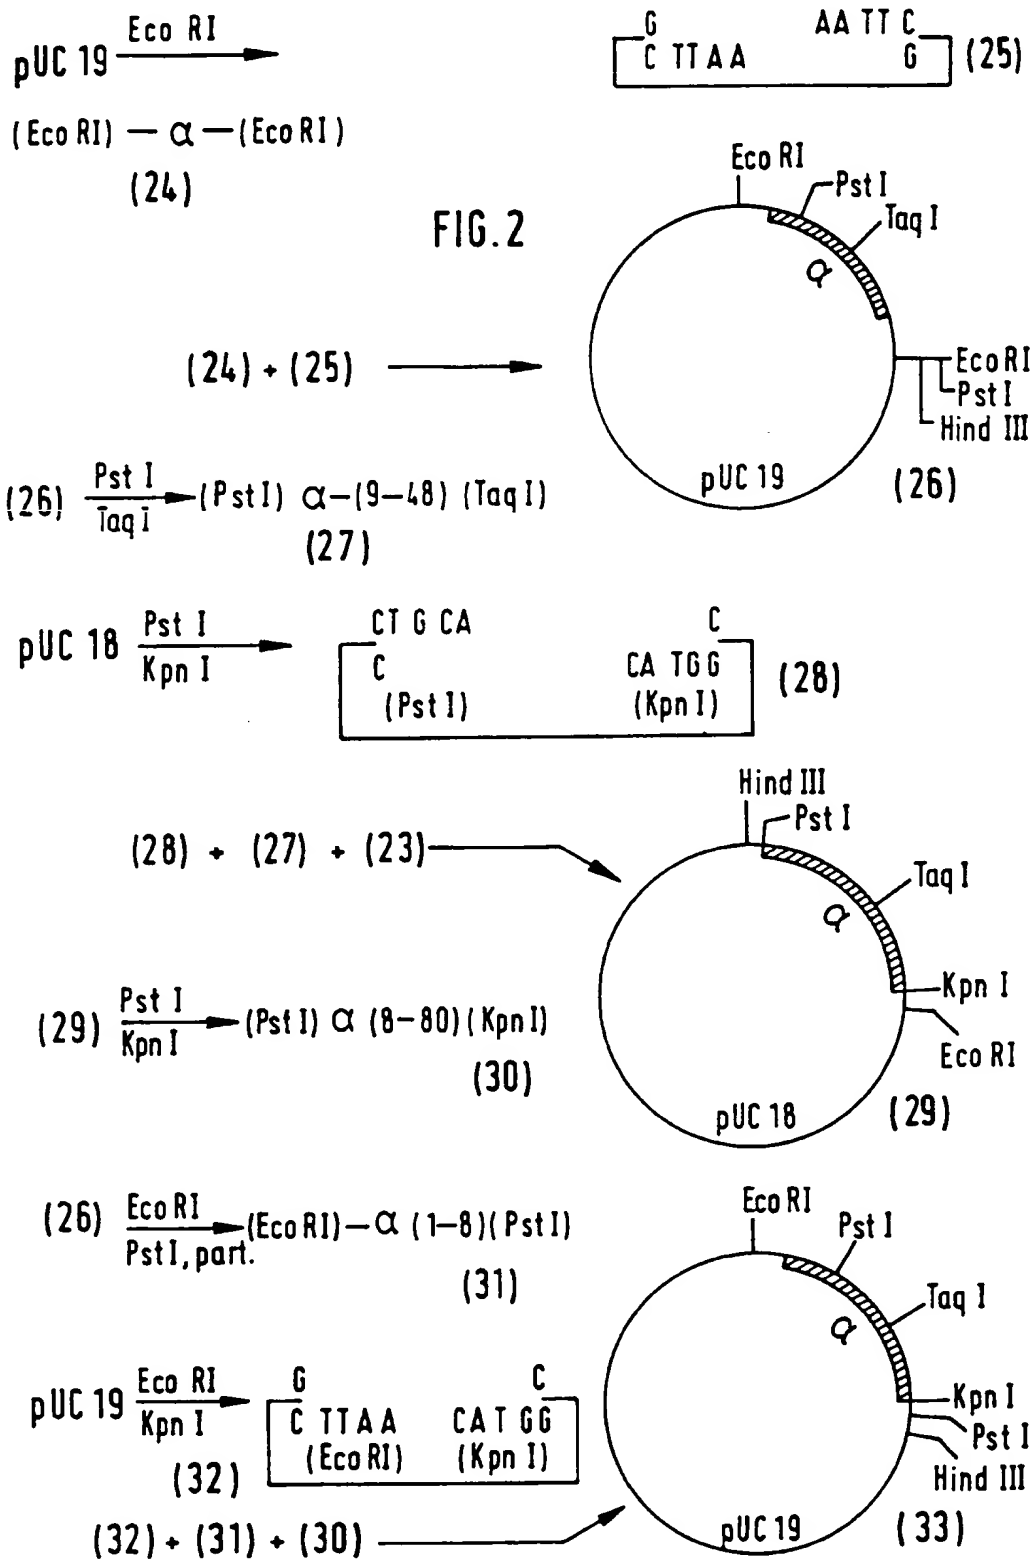 Eco RI
pUC 19
G AA TT C
C TT A A G (25)
(Eco RI) — α — (Eco RI)
(24)
FIG. 2
Eco RI
Pst I
Taq I
α
(24) + (25)
Eco RI
Pst I
Hind III
pUC 19
(26)
(26) Pst I
Taq I
(Pst I) α–(9–48) (Taq I)
(27)
pUC 18 Pst I
Kpn I
CT G CA C
C CA TG G
(Pst I) (Kpn I)
(28)
Hind III
Pst I
Taq I
α
(28) + (27) + (23)
Kpn I
Eco RI
pUC 18
(29)
(29) Pst I
Kpn I
(Pst I) α (8–80) (Kpn I)
(30)
(26) Eco RI
Pst I, part.
(Eco RI) – α (1–8) (Pst I)
(31)
Eco RI
Pst I
Taq I
α
Kpn I
Pst I
Hind III
pUC 19
(33)
pUC 19 Eco RI
Kpn I
G C
C TT A A CA T G G
(Eco RI) (Kpn I)
(32)
(32) + (31) + (30)